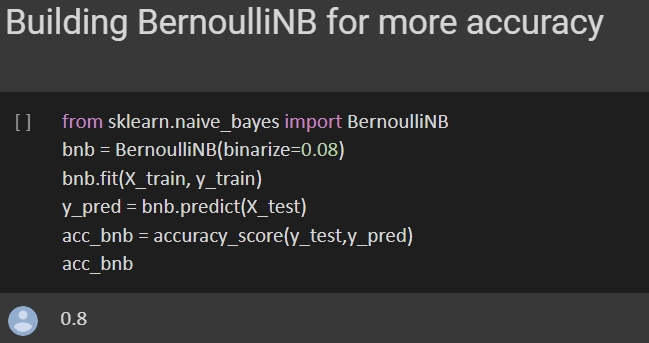 Building BernoulliNB for more accuracy
[ ] from sklearn.naive_bayes import BernoulliNB
bnb = BernoulliNB(binarize=0.08)
bnb.fit(X_train, y_train)
y_pred = bnb.predict(X_test)
acc_bnb = accuracy_score(y_test,y_pred)
acc_bnb
0.8